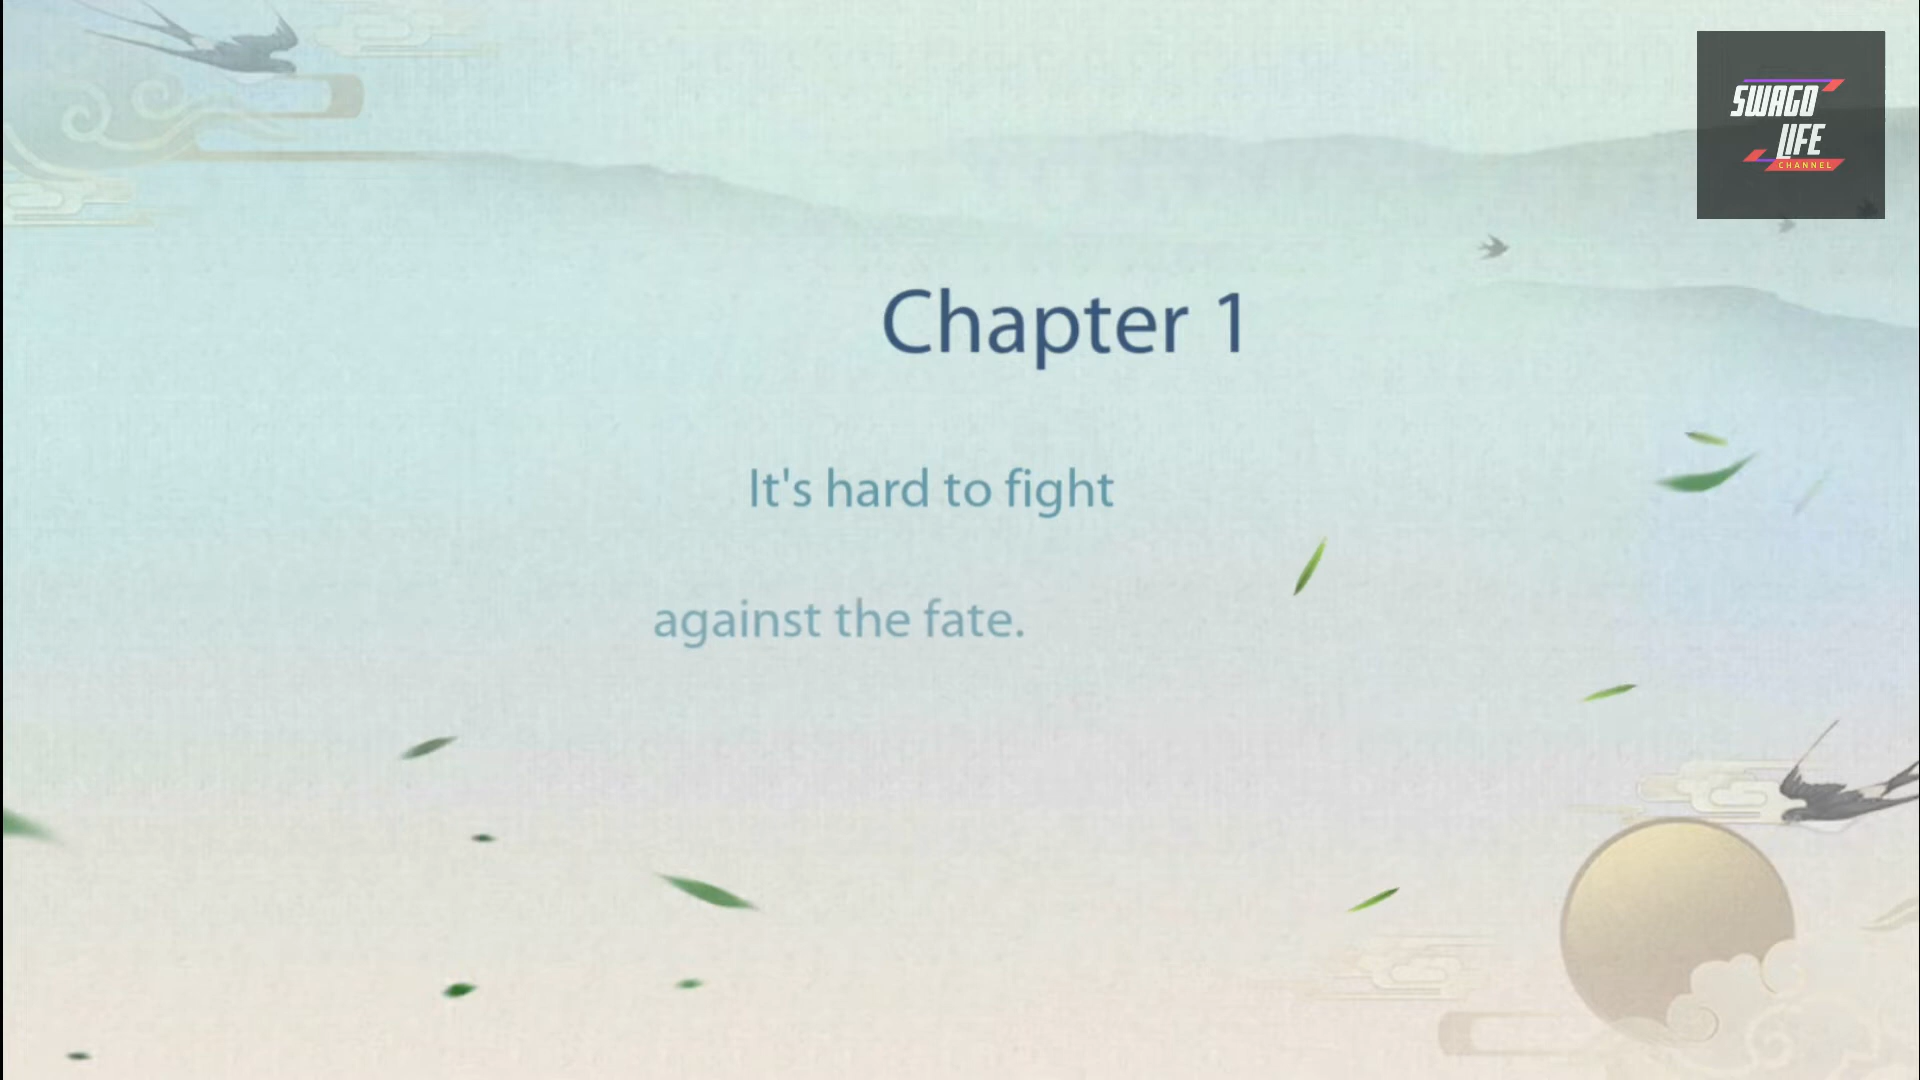 SWAGO
LIFE
CHANNEL
Chapter 1
It's hard to fight
against the fate.